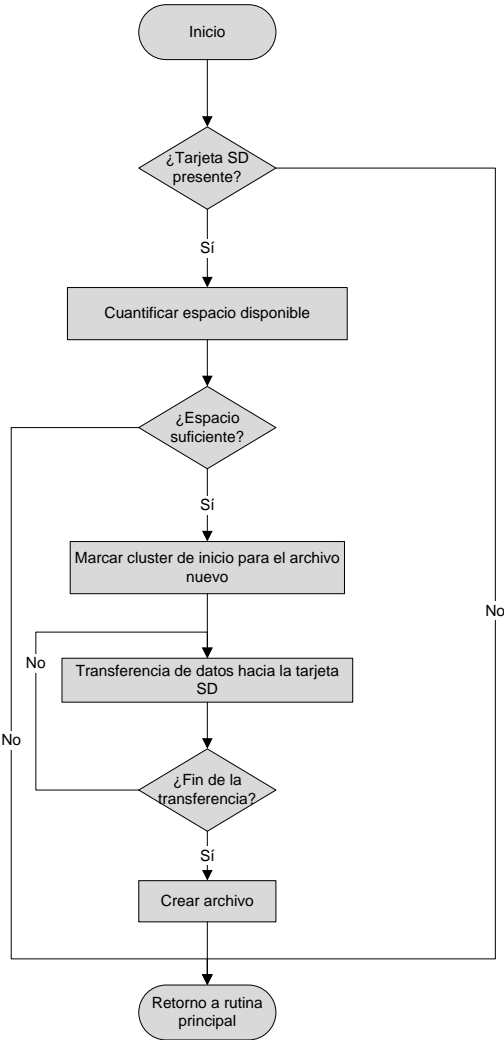 Inicio
¿Tarjeta SD
presente?
Sí
Cuantificar espacio disponible
¿Espacio
suficiente?
Sí
Marcar cluster de inicio para el archivo
nuevo
No
No
Transferencia de datos hacia la tarjeta
SD
No
¿Fin de la
transferencia?
Sí
Crear archivo
Retorno a rutina
principal